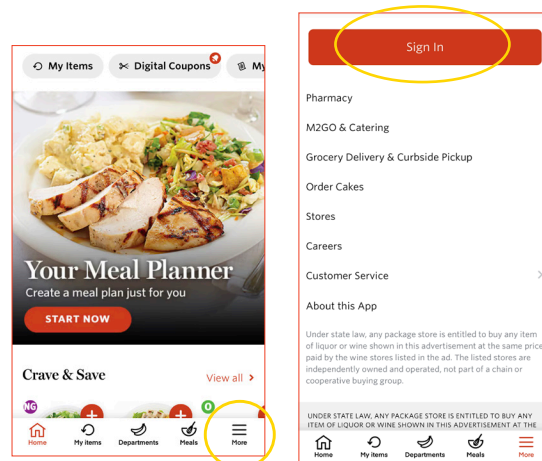 My Items
Digital Coupons
Your Meal Planner
Create a meal plan just for you
START NOW
Crave & Save
View all
NG
Home
My items
Departments
Meals
More
Sign In
Pharmacy
M2GO & Catering
Grocery Delivery & Curbside Pickup
Order Cakes
Stores
Careers
Customer Service
About this App
Under state law, any package store is entitled to buy any item
of liquor or wine shown in this advertisement at the same price
paid by the wine stores listed in the ad. The listed stores are
independently owned and operated, not part of a chain or
cooperative buying group.
UNDER STATE LAW, ANY PACKAGE STORE IS ENTITLED TO BUY ANY
ITEM OF LIQUOR OR WINE SHOWN IN THIS ADVERTISEMENT AT THE
Home
My items
Departments
Meals
More